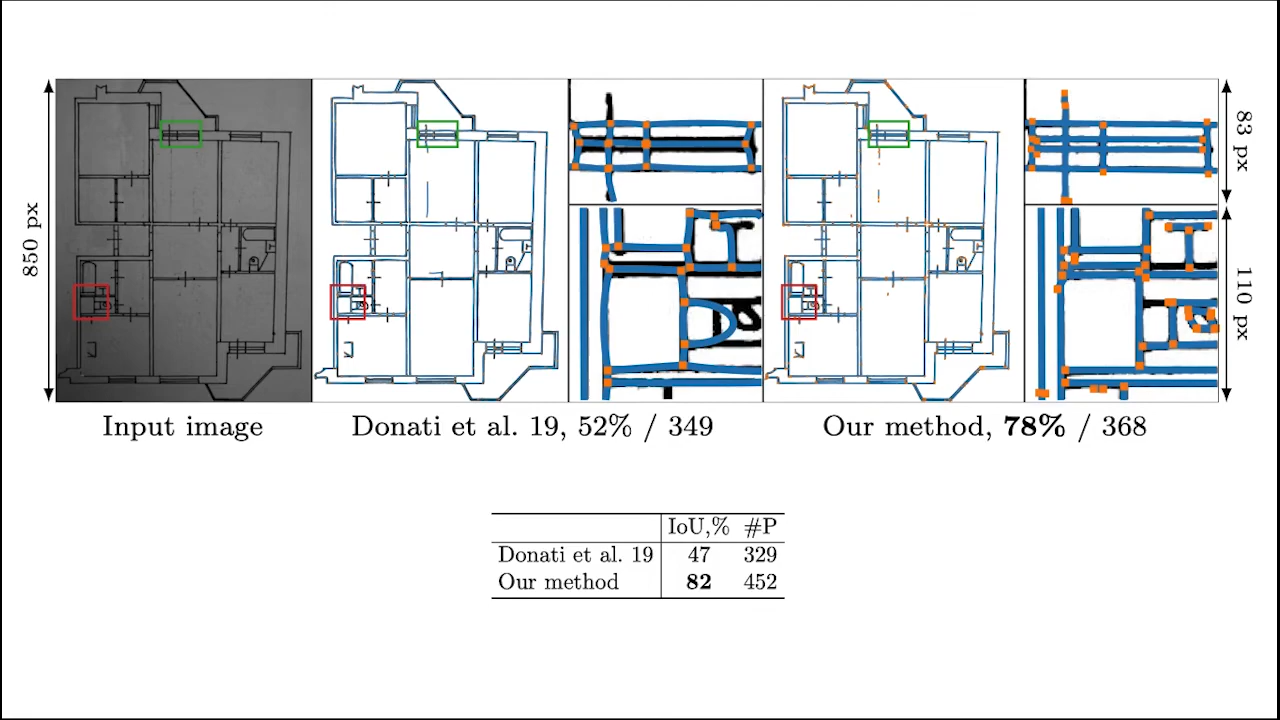 850 px
83 px
110 px
Input image
Donati et al. 19, 52% / 349
Our method, 78% / 368
IoU,% #P
Donati et al. 19 47 329
Our method 82 452